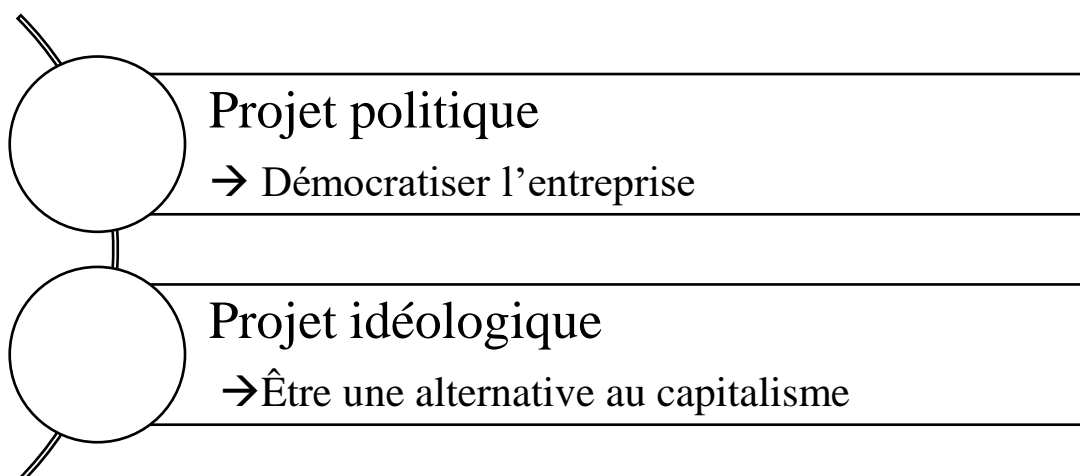 Projet politique
→ Démocratiser l’entreprise
Projet idéologique
→Être une alternative au capitalisme